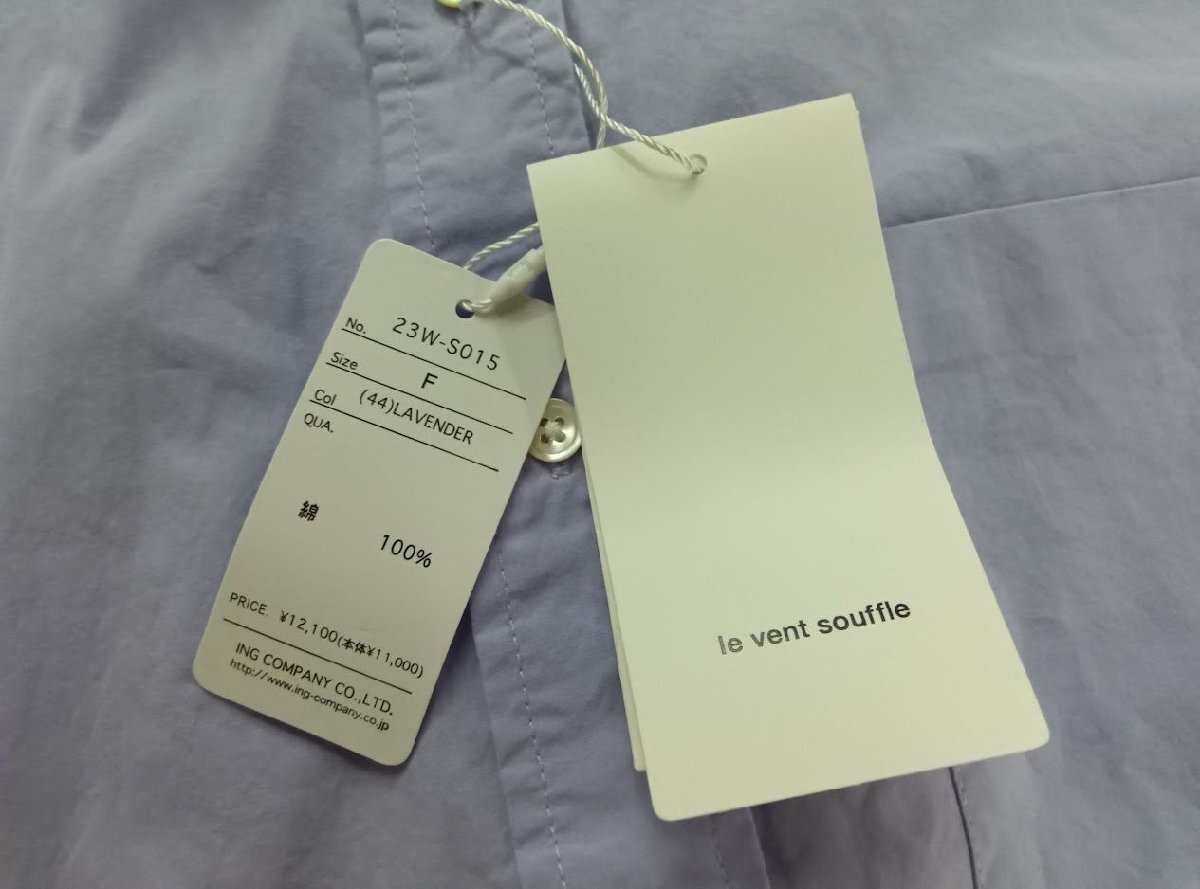 No. 23W-S015
Size F
Col (44)LAVENDER
QUA.
綿 100%
PRICE. ¥12,100(本体¥11,000)
ING COMPANY CO.,LTD.
http://www.ing-company.co.jp
le vent souffle